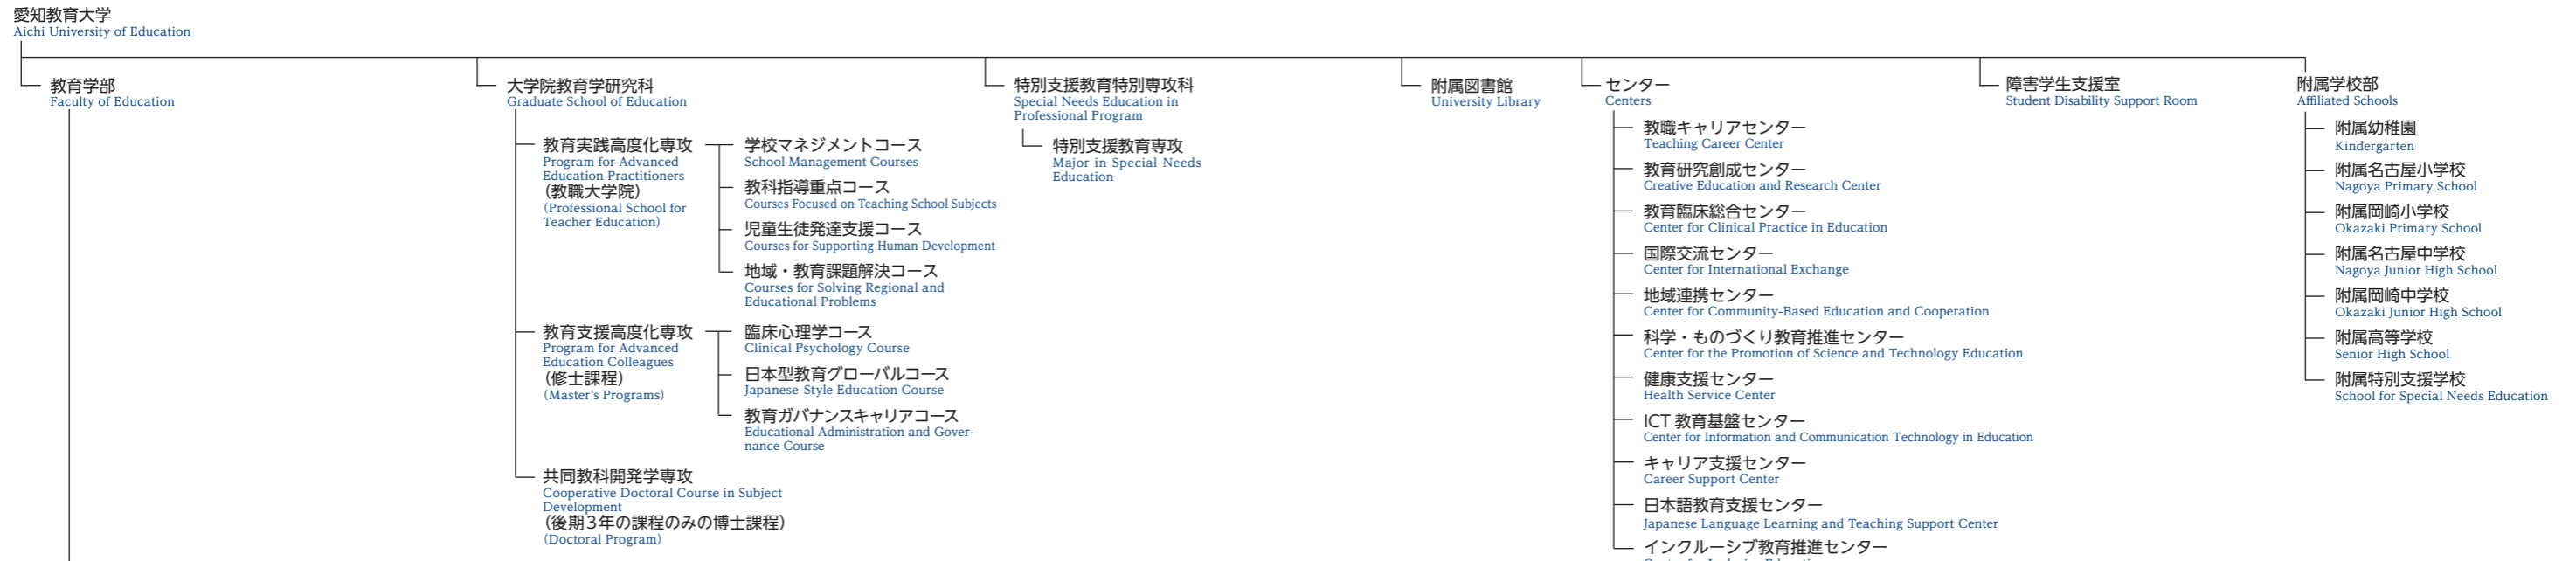 愛知教育大学
Aichi University of Education
教育学部
Faculty of Education
大学院教育学研究科
Graduate School of Education
教育実践高度化専攻
Program for Advanced
Education Practitioners
（教職大学院）
(Professional School for
Teacher Education)
学校マネジメントコース
School Management Courses
教科指導重点コース
Courses Focused on Teaching School Subjects
児童生徒発達支援コース
Courses for Supporting Human Development
地域・教育課題解決コース
Courses for Solving Regional and
Educational Problems
教育支援高度化専攻
Program for Advanced
Education Colleagues
（修士課程）
(Master's Programs)
臨床心理学コース
Clinical Psychology Course
日本型教育グローバルコース
Japanese-Style Education Course
教育ガバナンスキャリアコース
Educational Administration and Gover-
nance Course
共同教科開発学専攻
Cooperative Doctoral Course in Subject
Development
（後期３年の課程のみの博士課程）
(Doctoral Program)
特別支援教育特別専攻科
Special Needs Education in
Professional Program
特別支援教育専攻
Major in Special Needs
Education
附属図書館
University Library
センター
Centers
教職キャリアセンター
Teaching Career Center
教育研究創成センター
Creative Education and Research Center
教育臨床総合センター
Center for Clinical Practice in Education
国際交流センター
Center for International Exchange
地域連携センター
Center for Community-Based Education and Cooperation
科学・ものづくり教育推進センター
Center for the Promotion of Science and Technology Education
健康支援センター
Health Service Center
ICT 教育基盤センター
Center for Information and Communication Technology in Education
キャリア支援センター
Career Support Center
日本語教育支援センター
Japanese Language Learning and Teaching Support Center
インクルーシブ教育推進センター
障害学生支援室
Student Disability Support Room
附属学校部
Affiliated Schools
附属幼稚園
Kindergarten
附属名古屋小学校
Nagoya Primary School
附属岡崎小学校
Okazaki Primary School
附属名古屋中学校
Nagoya Junior High School
附属岡崎中学校
Okazaki Junior High School
附属高等学校
Senior High School
附属特別支援学校
School for Special Needs Education